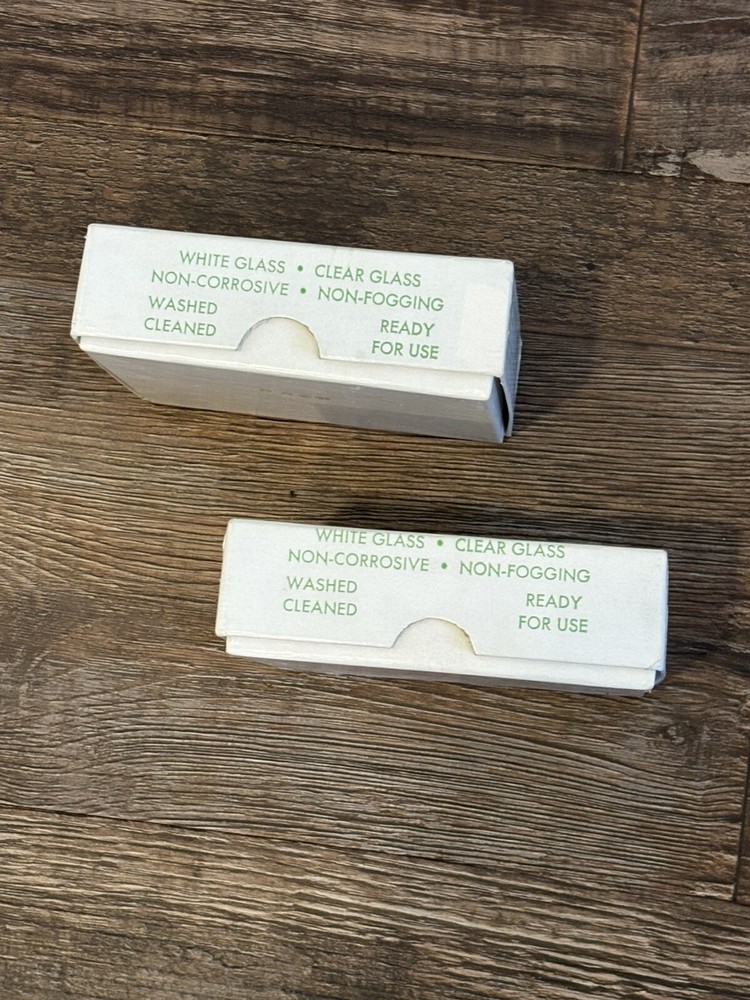 WHITE GLASS • CLEAR GLASS
NON-CORROSIVE • NON-FOGGING
WASHED
CLEANED
READY
FOR USE
WHITE GLASS • CLEAR GLASS
NON-CORROSIVE • NON-FOGGING
WASHED
CLEANED
READY
FOR USE